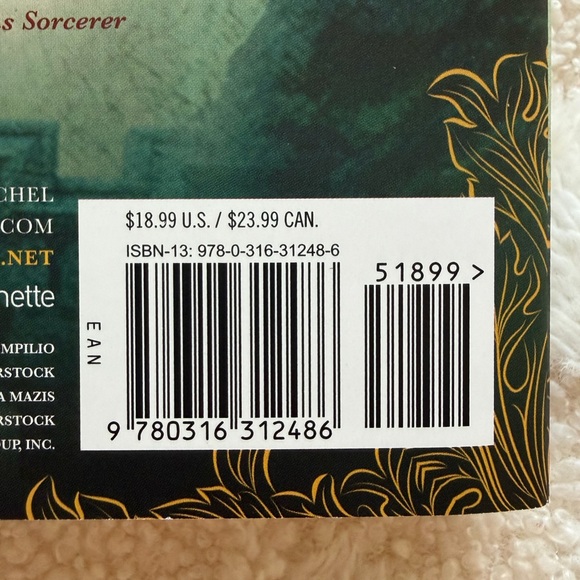 s Sorcerer
CHEL
.COM
.NET
nette
MPILIO
RSTOCK
A MAZIS
RSTOCK
OUP, INC.
$18.99 U.S. / $23.99 CAN.
ISBN-13: 978-0-316-31248-6
51899 >
EAN
9 780316 312486